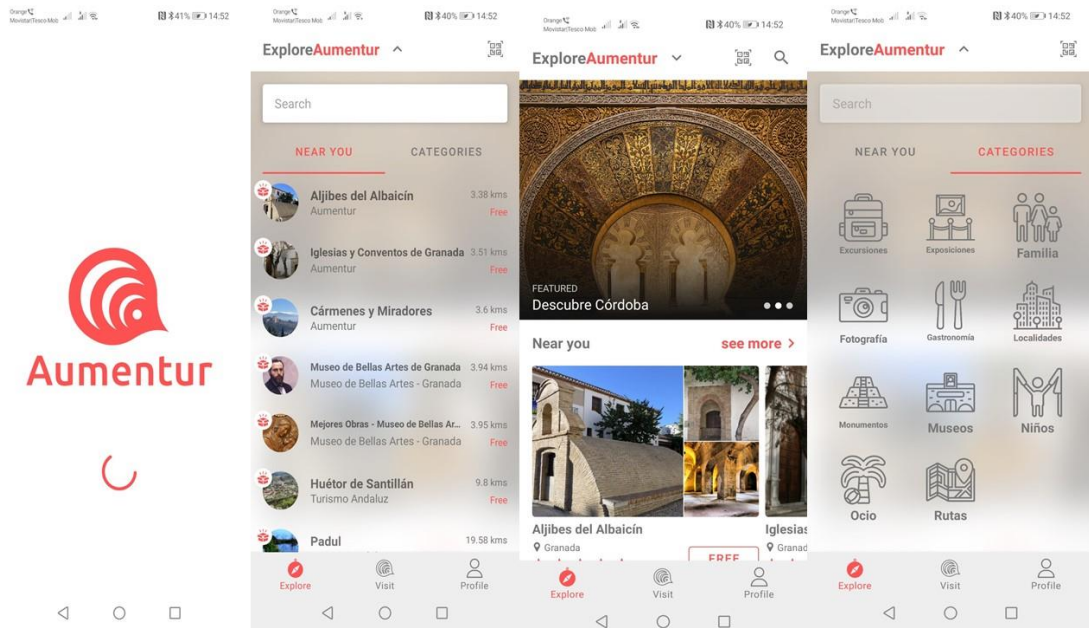 Orange
Movistar|Tesco Mob
41% 14:52
Aumentur
Orange
Movistar|Tesco Mob
40% 14:52
ExploreAumentur
Search
NEAR YOU CATEGORIES
Aljibes del Albaicín 3.38 kms
Aumentur Free
Iglesias y Conventos de Granada 3.51 kms
Aumentur Free
Cármenes y Miradores 3.6 kms
Aumentur Free
Museo de Bellas Artes de Granada 3.94 kms
Museo de Bellas Artes - Granada Free
Mejores Obras - Museo de Bellas Ar... 3.95 kms
Museo de Bellas Artes - Granada Free
Huétor de Santillán 9.8 kms
Turismo Andaluz Free
Padul 19.58 kms
Explore Visit Profile
Orange
Movistar|Tesco Mob
40% 14:52
ExploreAumentur
FEATURED
Descubre Córdoba
Near you see more >
Aljibes del Albaicín Iglesias
Granada Granad
FREE
Explore Visit Profile
Orange
Movistar|Tesco Mob
40% 14:52
ExploreAumentur
Search
NEAR YOU CATEGORIES
Excursiones Exposiciones Familia
Fotografía Gastronomía Localidades
Monumentos Museos Niños
Ocio Rutas
Explore Visit Profile